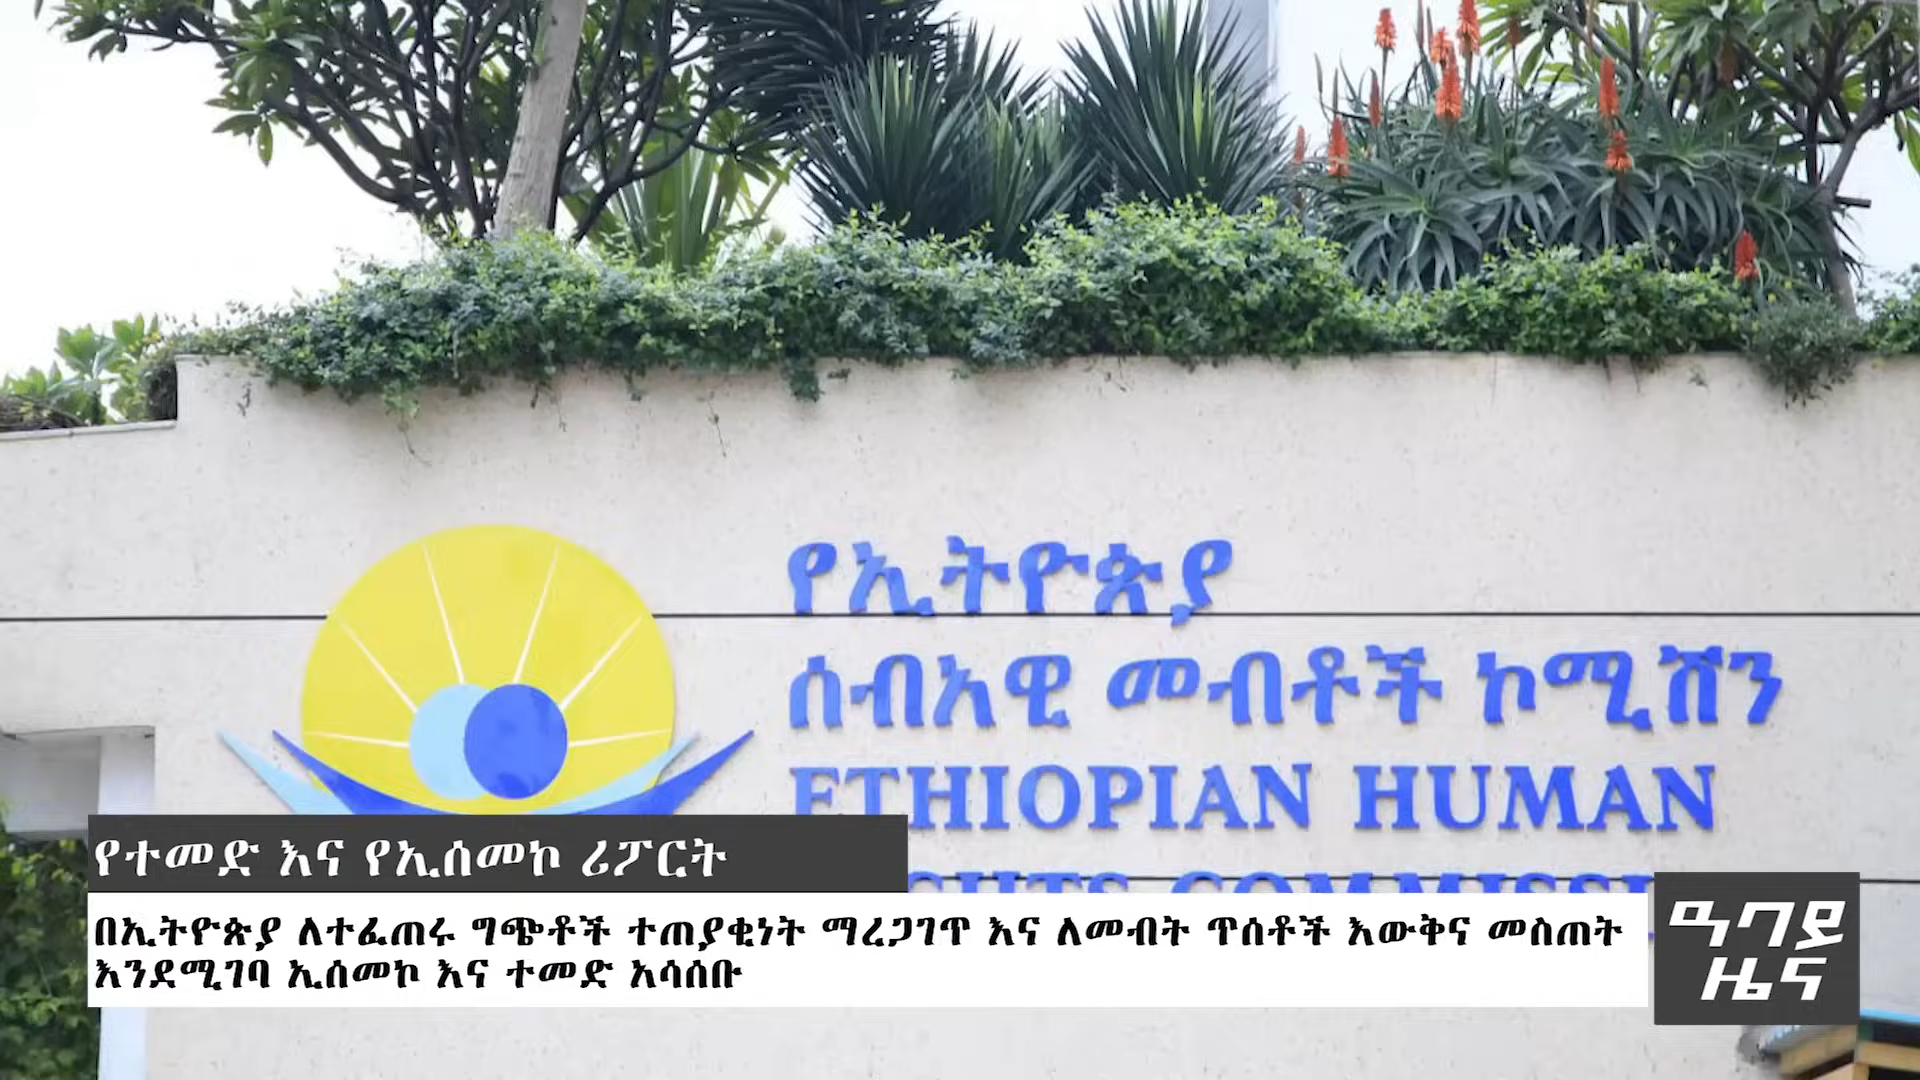 የኢትዮጵያ
ሰብአዊ መብቶች ኮሚሽን
ETHIOPIAN HUMAN
የተመድ እና የኢሰመኮ ሪፖርት
በኢትዮጵያ ለተፈጠሩ ግጭቶች ተጠያቂነት ማረጋገጥ እና ለመብት ጥሰቶች እውቅና መስጠት
እንደሚገባ ኢሰመኮ እና ተመድ አሳሰቡ
ዓባይ
ዜና